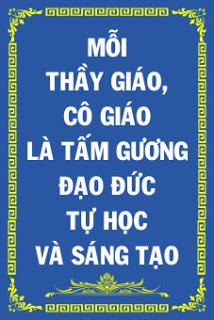 MỖI
THẦY GIÁO,
CÔ GIÁO
LÀ TẤM GƯƠNG
ĐẠO ĐỨC
TỰ HỌC
VÀ SÁNG TẠO